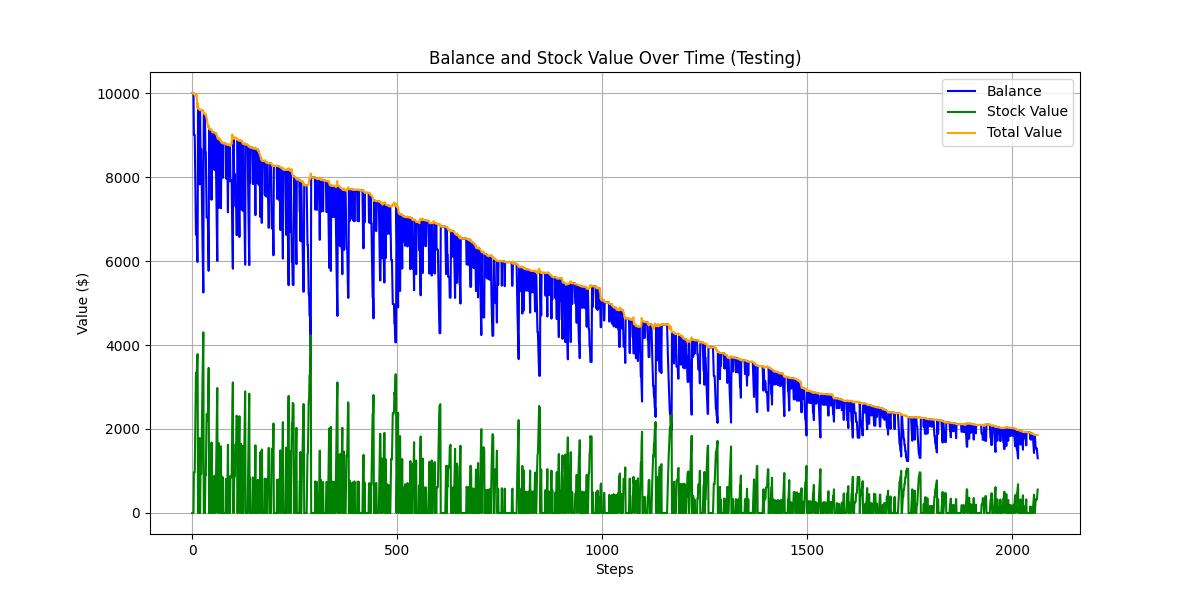 Balance and Stock Value Over Time (Testing)
Balance
Stock Value
Total Value
Value ($)
10000
8000
6000
4000
2000
0
0 500 1000 1500 2000
Steps